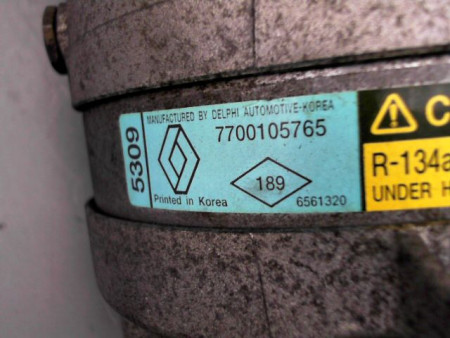 5309
MANUFACTURED BY DELPHI AUTOMOTIVE-KOREA
7700105765
189
Printed in Korea
6561320
R-134a
UNDER